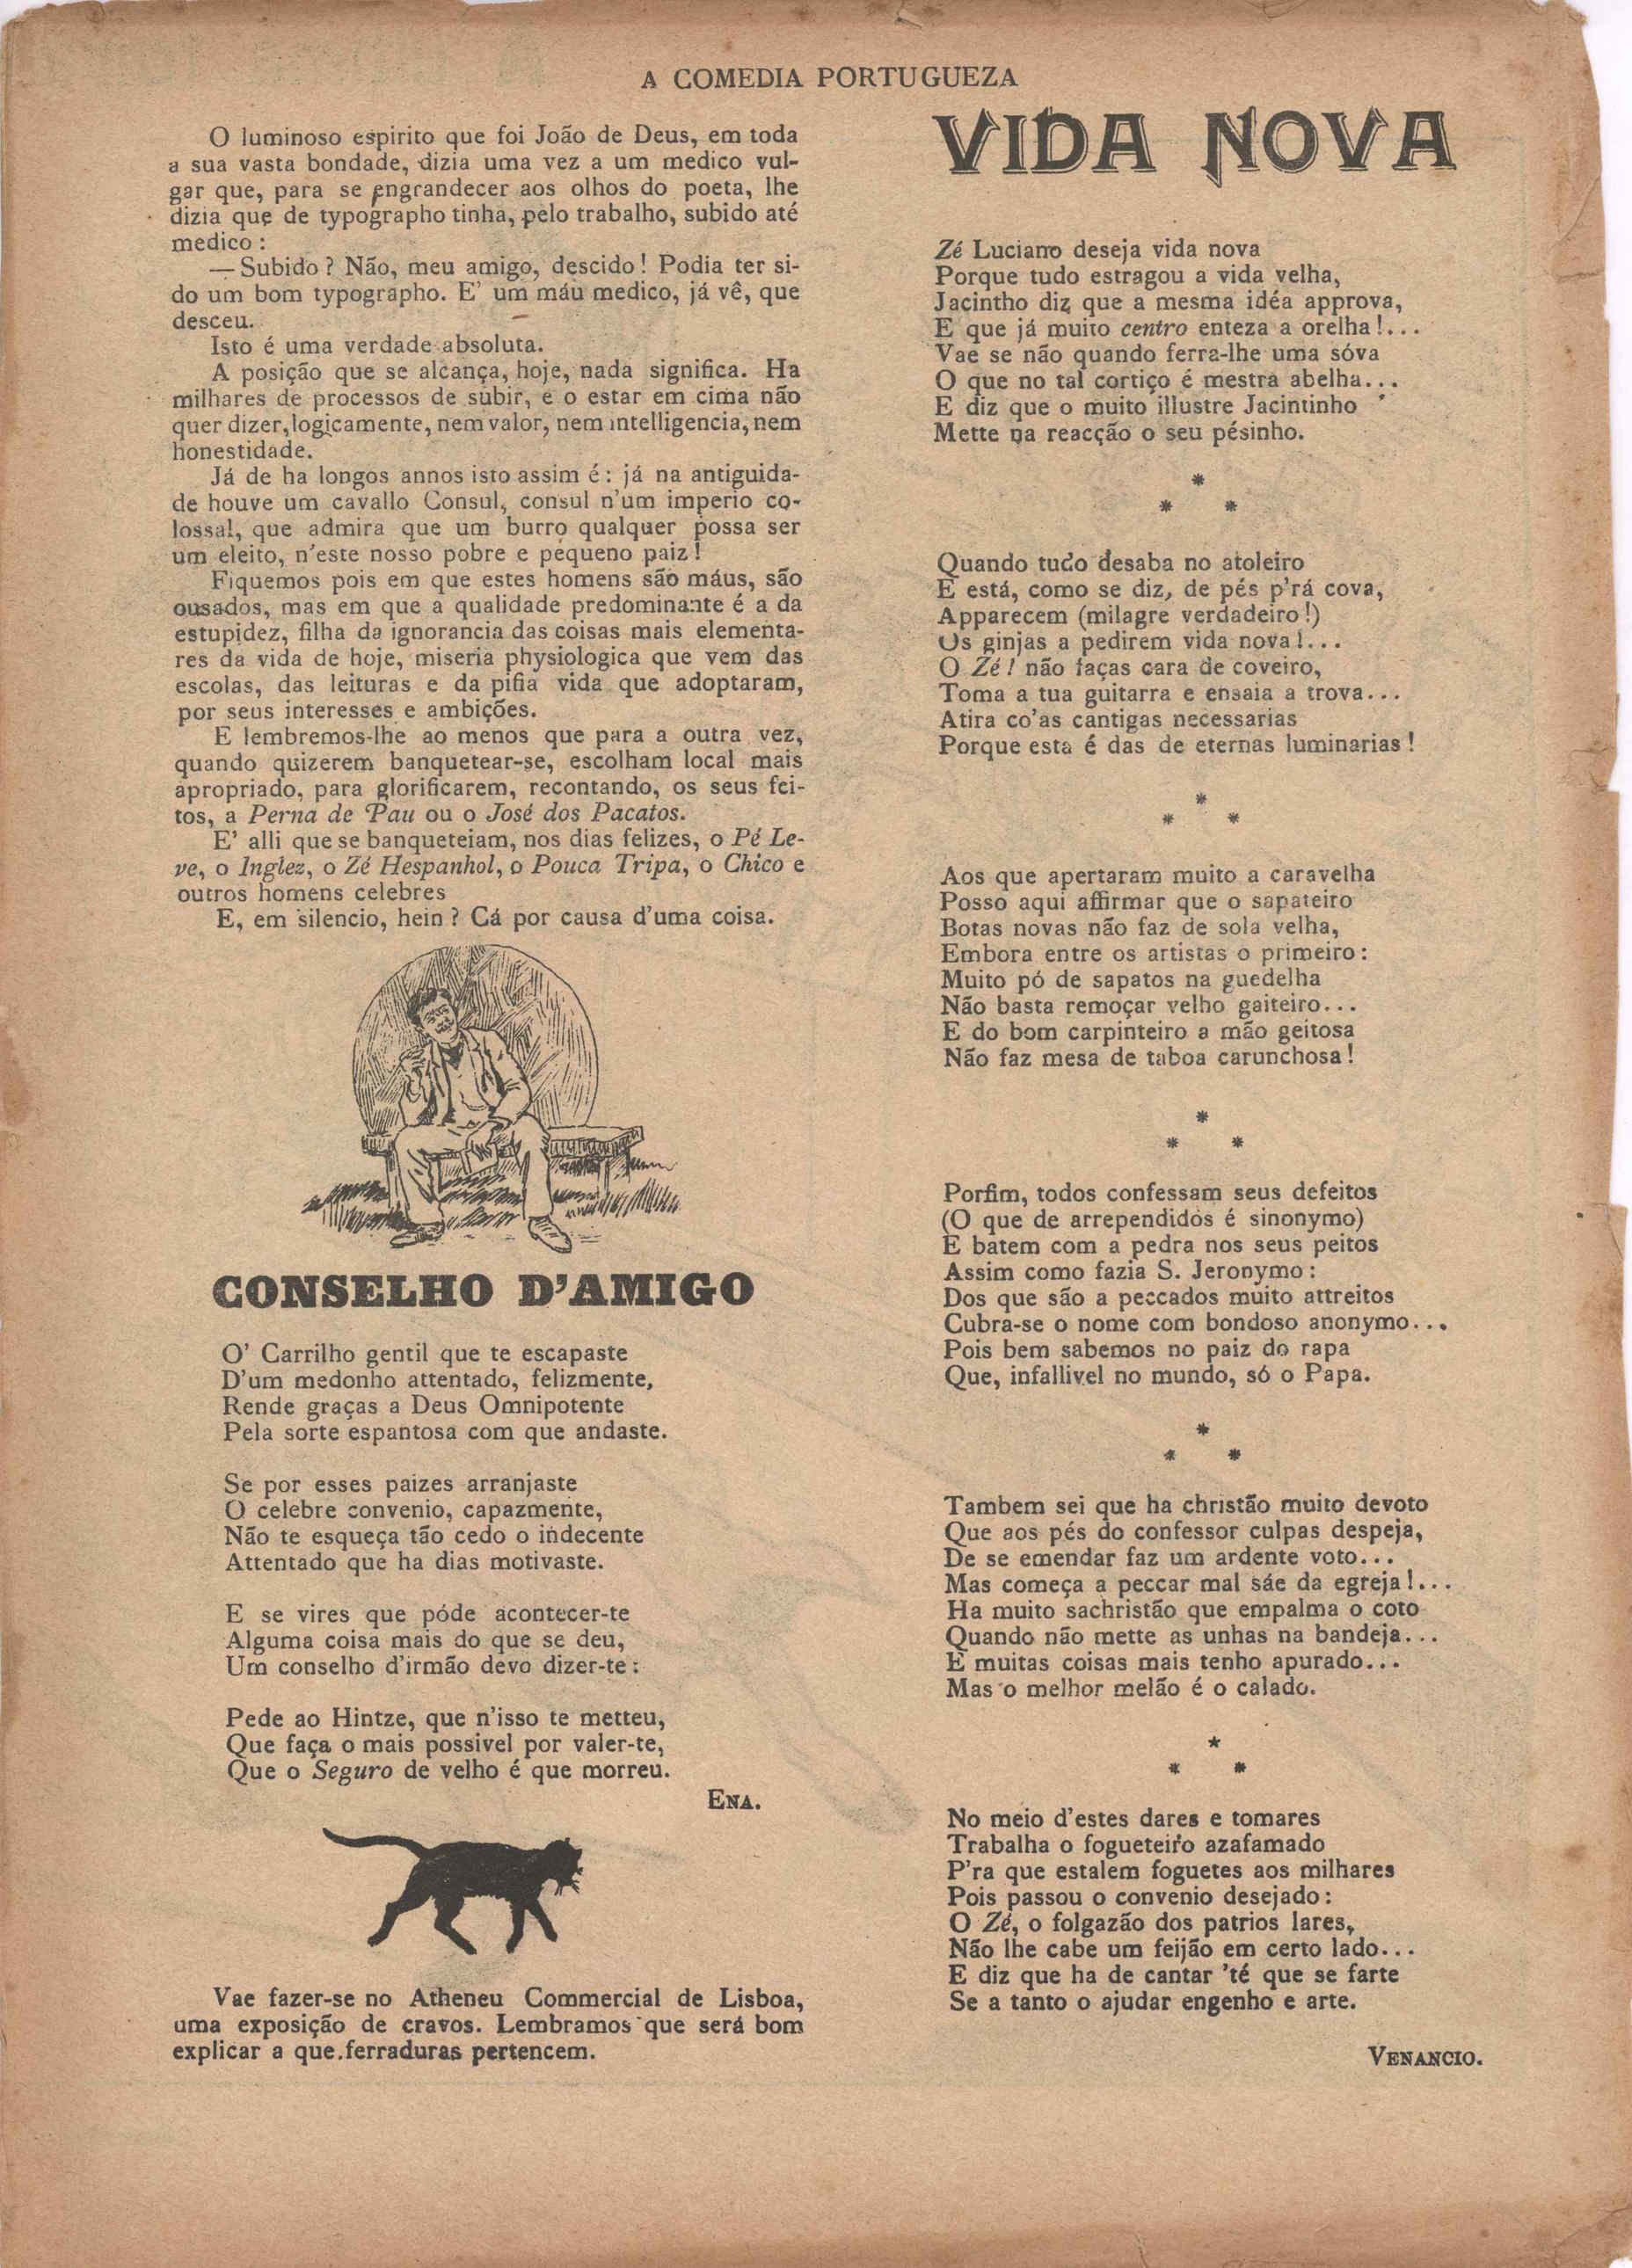 A COMEDIA PORTUGUEZA
O luminoso espirito que foi João de Deus, em toda
a sua vasta bondade, dizia uma vez a um medico vul-
gar que, para se engrandecer aos olhos do poeta, lhe
dizia que de typographo tinha, pelo trabalho, subido até
medico :
— Subido ? Não, meu amigo, descido ! Podia ter si-
do um bom typographo. E' um máu medico, já vê, que
desceu.
Isto é uma verdade absoluta.
A posição que se alcança, hoje, nada significa. Ha
milhares de processos de subir, e o estar em cima não
quer dizer, logicamente, nem valor, nem intelligencia, nem
honestidade.
Já de ha longos annos isto assim é : já na antiguida-
de houve um cavallo Consul, consul n'um imperio co-
lossal, que admira que um burro qualquer possa ser
um eleito, n'este nosso pobre e pequeno paiz !
Fiquemos pois em que estes homens são máus, são
ousados, mas em que a qualidade predominante é a da
estupidez, filha da ignorancia das coisas mais elementa-
res da vida de hoje, miseria physiologica que vem das
escolas, das leituras e da pifia vida que adoptaram,
por seus interesses e ambições.
E lembremos-lhe ao menos que para a outra vez,
quando quizerem banquetear-se, escolham local mais
apropriado, para glorificarem, recontando, os seus fei-
tos, a Perna de Pau ou o José dos Pacatos.
E' alli que se banqueteiam, nos dias felizes, o Pé Le-
ve, o Inglez, o Zé Hespanhol, o Pouca Tripa, o Chico e
outros homens celebres
E, em silencio, hein ? Cá por causa d'uma coisa.
CONSELHO D'AMIGO
O' Carrilho gentil que te escapaste
D'um medonho attentado, felizmente,
Rende graças a Deus Omnipotente
Pela sorte espantosa com que andaste.
Se por esses paizes arranjaste
O celebre convenio, capazmente,
Não te esqueça tão cedo o indecente
Attentado que ha dias motivaste.
E se vires que póde acontecer-te
Alguma coisa mais do que se deu,
Um conselho d'irmão devo dizer-te :
Pede ao Hintze, que n'isso te metteu,
Que faça o mais possivel por valer-te,
Que o Seguro de velho é que morreu.
ENA.
Vae fazer-se no Atheneu Commercial de Lisboa,
uma exposição de cravos. Lembramos que será bom
explicar a que ferraduras pertencem.
VIDA NOVA
Zé Luciano deseja vida nova
Porque tudo estragou a vida velha,
Jacintho diz que a mesma idéa approva,
E que já muito centro enteza a orelha !...
Vae se não quando ferra-lhe uma sóva
O que no tal cortiço é mestra abelha...
E diz que o muito illustre Jacintinho
Mette na reacção o seu pésinho.
*
* *
Quando tudo desaba no atoleiro
E está, como se diz, de pés p'rá cova,
Apparecem (milagre verdadeiro !)
Os ginjas a pedirem vida nova !...
O Zé ! não faças cara de coveiro,
Toma a tua guitarra e ensaia a trova...
Atira co'as cantigas necessarias
Porque esta é das de eternas luminarias !
*
* *
Aos que apertaram muito a caravelha
Posso aqui affirmar que o sapateiro
Botas novas não faz de sola velha,
Embora entre os artistas o primeiro :
Muito pó de sapatos na guedelha
Não basta remoçar velho gaiteiro...
E do bom carpinteiro a mão geitosa
Não faz mesa de taboa carunchosa !
*
* *
Porfim, todos confessam seus defeitos
(O que de arrependidos é sinonymo)
E batem com a pedra nos seus peitos
Assim como fazia S. Jeronymo :
Dos que são a peccados muito attreitos
Cubra-se o nome com bondoso anonymo...
Pois bem sabemos no paiz do rapa
Que, infallivel no mundo, só o Papa.
*
* *
Tambem sei que ha christão muito devoto
Que aos pés do confessor culpas despeja,
De se emendar faz um ardente voto...
Mas começa a peccar mal sáe da egreja !...
Ha muito sachristão que empalma o coto
Quando não mette as unhas na bandeja...
E muitas coisas mais tenho apurado...
Mas o melhor melão é o calado.
*
* *
No meio d'estes dares e tomares
Trabalha o fogueteiro azafamado
P'ra que estalem foguetes aos milhares
Pois passou o convenio desejado :
O Zé, o folgazão dos patrios lares,
Não lhe cabe um feijão em certo lado...
E diz que ha de cantar 'té que se farte
Se a tanto o ajudar engenho e arte.
VENANCIO.